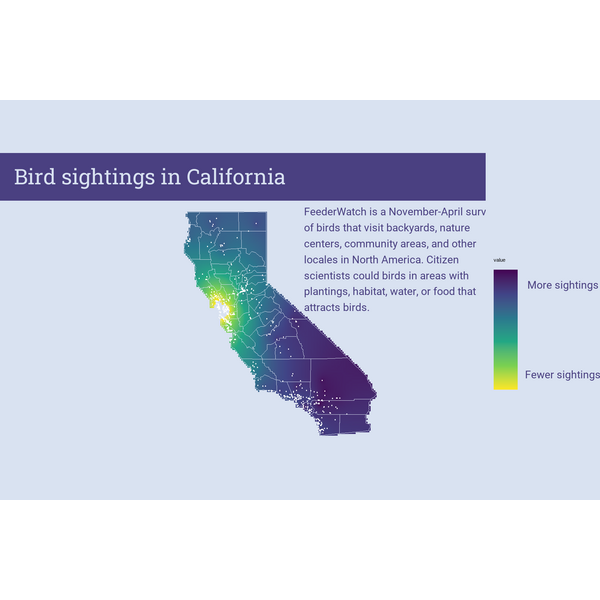 Bird sightings in California
FeederWatch is a November-April surv
of birds that visit backyards, nature
centers, community areas, and other
locales in North America. Citizen
scientists could birds in areas with
plantings, habitat, water, or food that
attracts birds.
value
More sightings
Fewer sightings